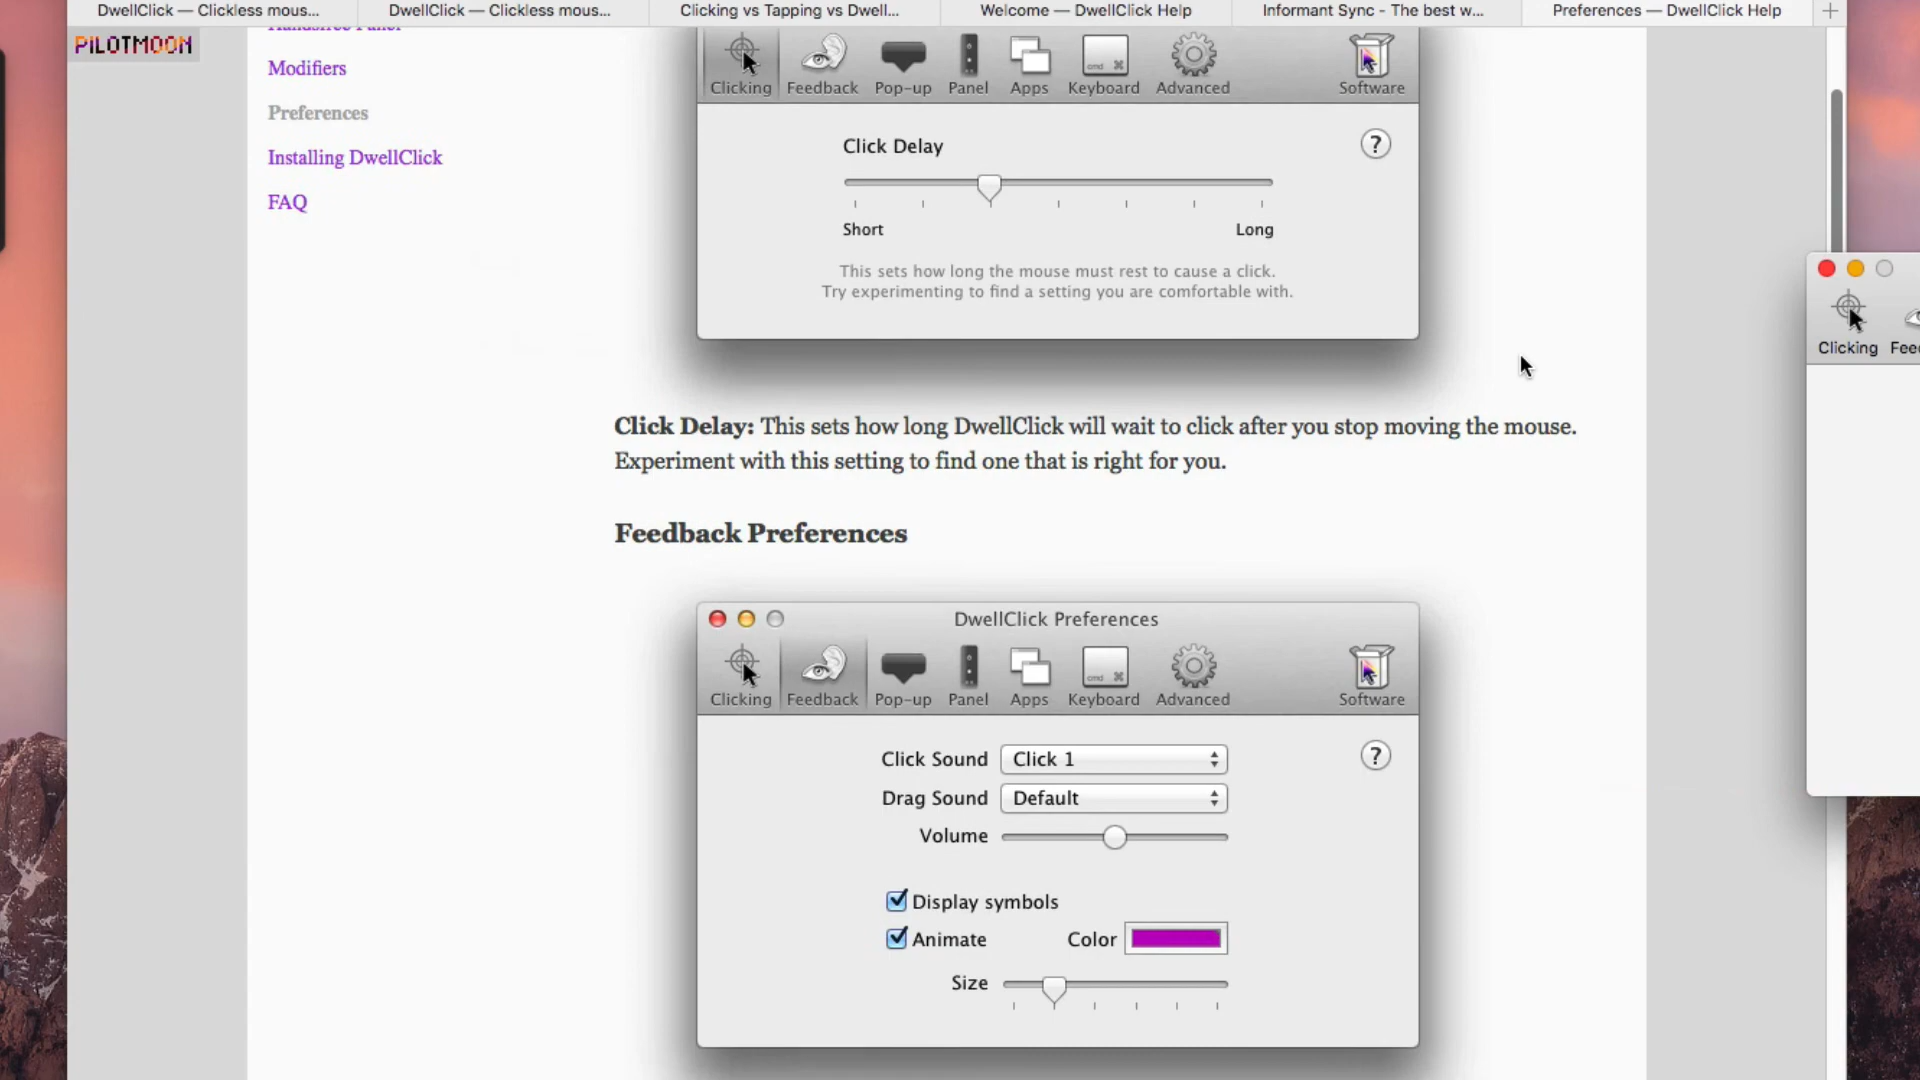 DwellClick — Clickless mous...
DwellClick — Clickless mous...
Clicking vs Tapping vs Dwell...
Welcome — DwellClick Help
Informant Sync - The best w...
Preferences — DwellClick Help
PILOTMOON
Modifiers
Preferences
Installing DwellClick
FAQ
Clicking
Feedback
Pop-up
Panel
Apps
cmd ⌘
Keyboard
Advanced
Software
Click Delay
?
Short
Long
This sets how long the mouse must rest to cause a click.
Try experimenting to find a setting you are comfortable with.
Clicking
Fee
Click Delay: This sets how long DwellClick will wait to click after you stop moving the mouse.
Experiment with this setting to find one that is right for you.
Feedback Preferences
DwellClick Preferences
Clicking
Feedback
Pop-up
Panel
Apps
cmd ⌘
Keyboard
Advanced
Software
Click Sound
Click 1
?
Drag Sound
Default
Volume
Display symbols
Animate
Color
Size